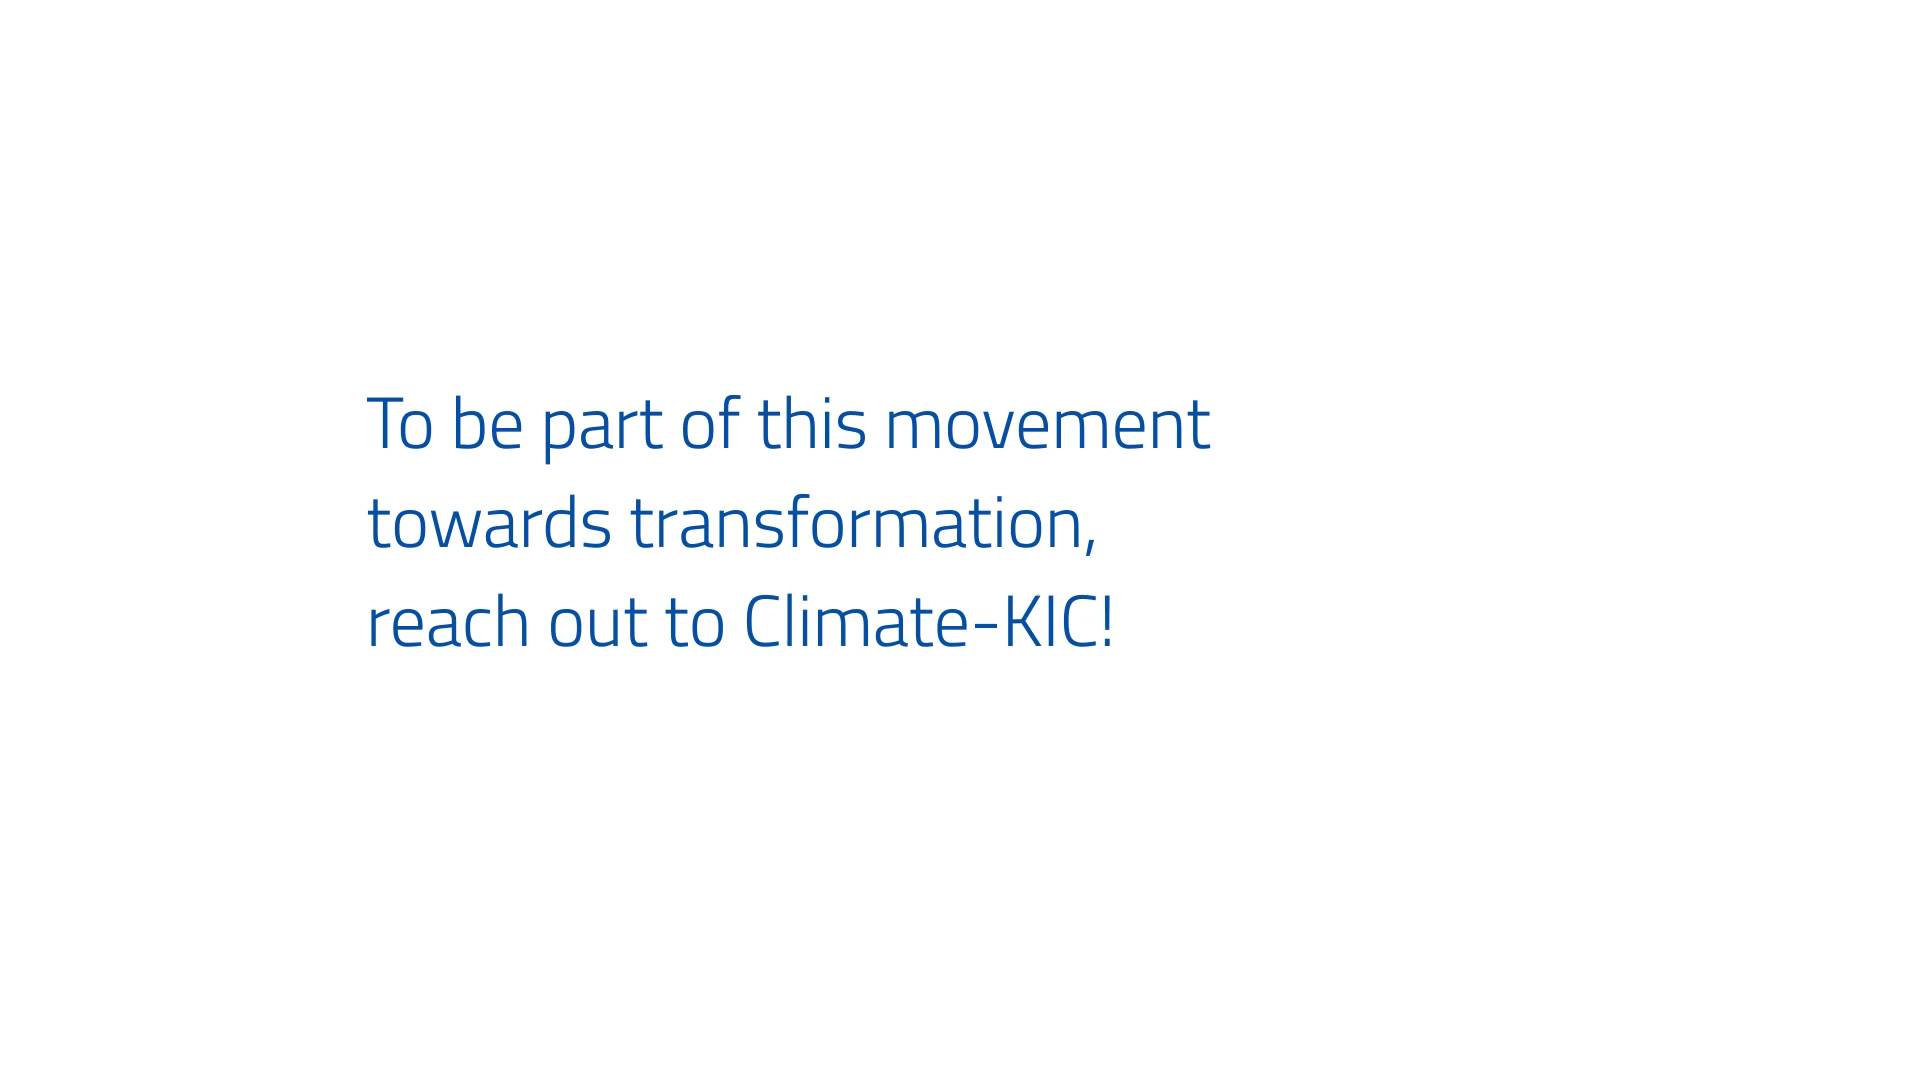 To be part of this movement
towards transformation,
reach out to Climate-KIC!